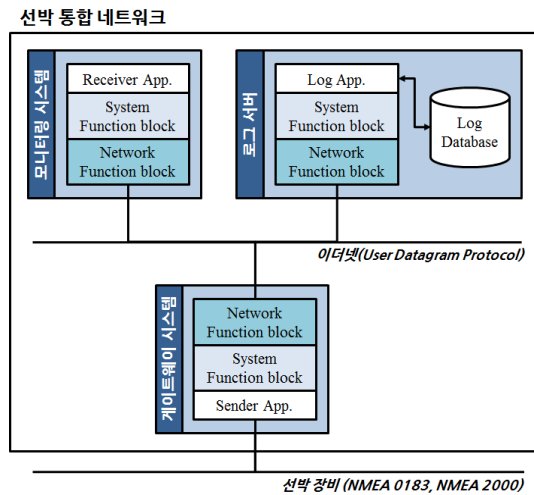 선박 통합 네트워크
모니터링 시스템
Receiver App.
System
Function block
Network
Function block
로그 서버
Log App.
System
Function block
Network
Function block
Log
Database
이더넷(User Datagram Protocol)
게이트웨이 시스템
Network
Function block
System
Function block
Sender App.
선박 장비 (NMEA 0183, NMEA 2000)